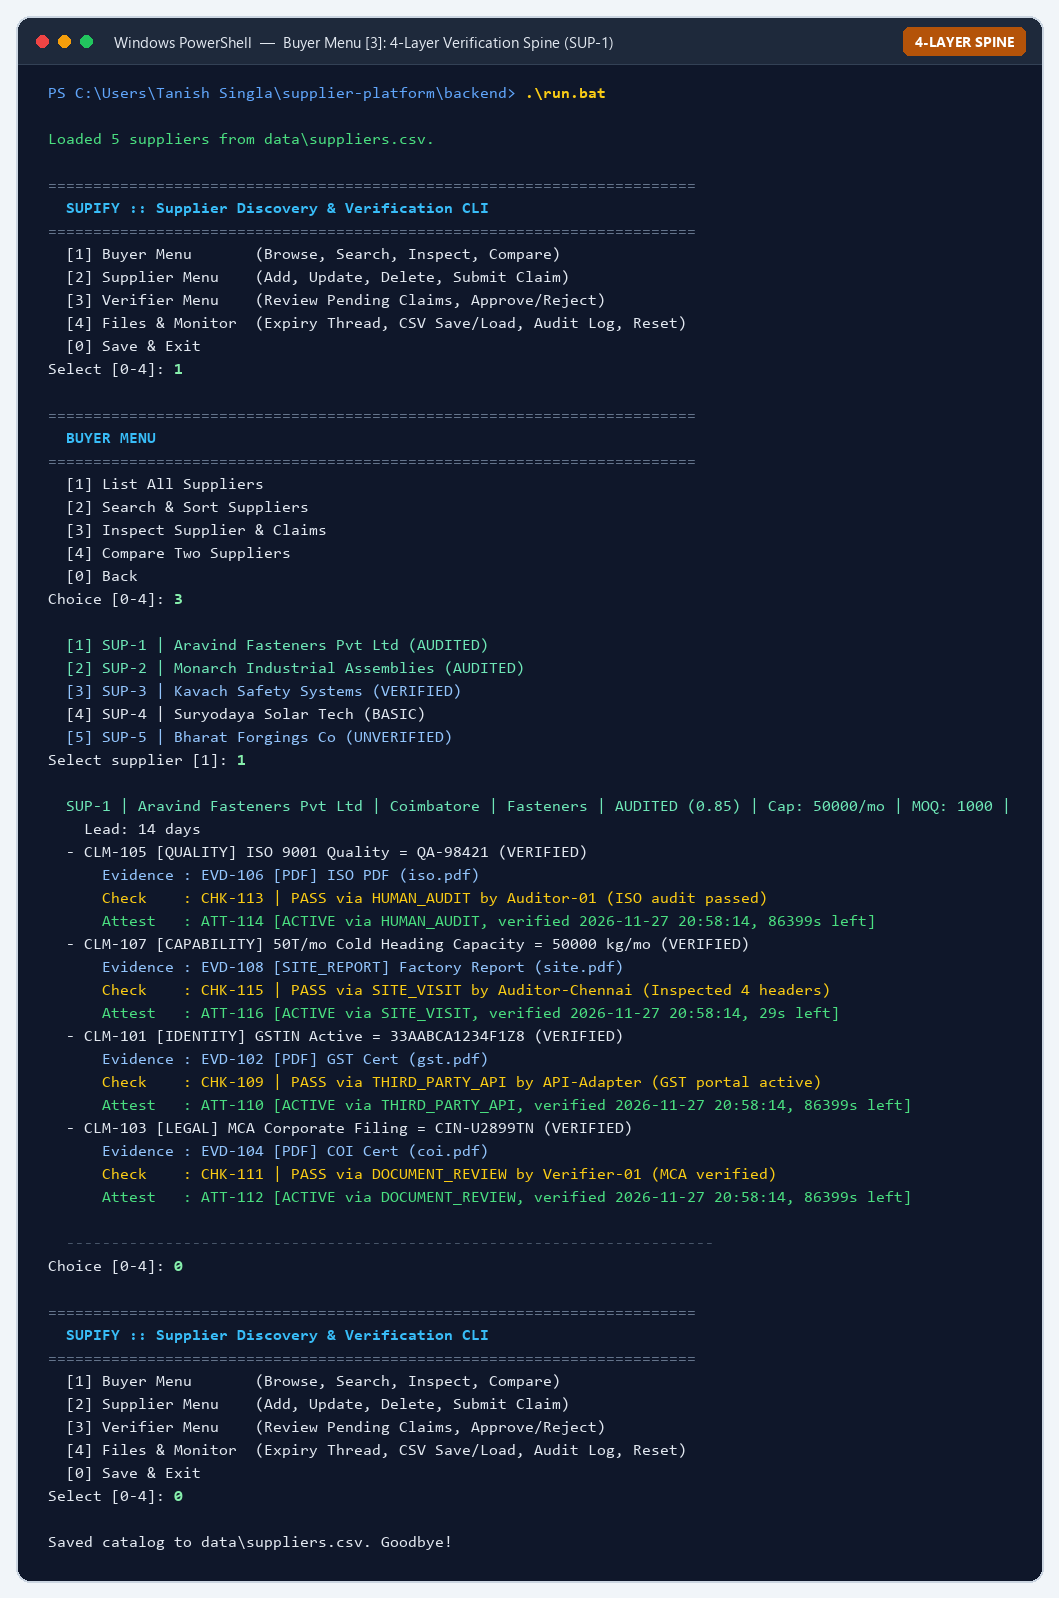 Windows PowerShell — Buyer Menu [3]: 4-Layer Verification Spine (SUP-1)
4-LAYER SPINE
PS C:\Users\Tanish Singla\supplier-platform\backend> .\run.bat
Loaded 5 suppliers from data\suppliers.csv.
========================================================================
SUPIFY :: Supplier Discovery & Verification CLI
========================================================================
[1] Buyer Menu       (Browse, Search, Inspect, Compare)
[2] Supplier Menu    (Add, Update, Delete, Submit Claim)
[3] Verifier Menu    (Review Pending Claims, Approve/Reject)
[4] Files & Monitor  (Expiry Thread, CSV Save/Load, Audit Log, Reset)
[0] Save & Exit
Select [0-4]: 1
========================================================================
BUYER MENU
========================================================================
[1] List All Suppliers
[2] Search & Sort Suppliers
[3] Inspect Supplier & Claims
[4] Compare Two Suppliers
[0] Back
Choice [0-4]: 3
[1] SUP-1 | Aravind Fasteners Pvt Ltd (AUDITED)
[2] SUP-2 | Monarch Industrial Assemblies (AUDITED)
[3] SUP-3 | Kavach Safety Systems (VERIFIED)
[4] SUP-4 | Suryodaya Solar Tech (BASIC)
[5] SUP-5 | Bharat Forgings Co (UNVERIFIED)
Select supplier [1]: 1
SUP-1 | Aravind Fasteners Pvt Ltd | Coimbatore | Fasteners | AUDITED (0.85) | Cap: 50000/mo | MOQ: 1000 |
Lead: 14 days
- CLM-105 [QUALITY] ISO 9001 Quality = QA-98421 (VERIFIED)
Evidence : EVD-106 [PDF] ISO PDF (iso.pdf)
Check    : CHK-113 | PASS via HUMAN_AUDIT by Auditor-01 (ISO audit passed)
Attest   : ATT-114 [ACTIVE via HUMAN_AUDIT, verified 2026-11-27 20:58:14, 86399s left]
- CLM-107 [CAPABILITY] 50T/mo Cold Heading Capacity = 50000 kg/mo (VERIFIED)
Evidence : EVD-108 [SITE_REPORT] Factory Report (site.pdf)
Check    : CHK-115 | PASS via SITE_VISIT by Auditor-Chennai (Inspected 4 headers)
Attest   : ATT-116 [ACTIVE via SITE_VISIT, verified 2026-11-27 20:58:14, 29s left]
- CLM-101 [IDENTITY] GSTIN Active = 33AABCA1234F1Z8 (VERIFIED)
Evidence : EVD-102 [PDF] GST Cert (gst.pdf)
Check    : CHK-109 | PASS via THIRD_PARTY_API by API-Adapter (GST portal active)
Attest   : ATT-110 [ACTIVE via THIRD_PARTY_API, verified 2026-11-27 20:58:14, 86399s left]
- CLM-103 [LEGAL] MCA Corporate Filing = CIN-U2899TN (VERIFIED)
Evidence : EVD-104 [PDF] COI Cert (coi.pdf)
Check    : CHK-111 | PASS via DOCUMENT_REVIEW by Verifier-01 (MCA verified)
Attest   : ATT-112 [ACTIVE via DOCUMENT_REVIEW, verified 2026-11-27 20:58:14, 86399s left]
------------------------------------------------------------------------
Choice [0-4]: 0
========================================================================
SUPIFY :: Supplier Discovery & Verification CLI
========================================================================
[1] Buyer Menu       (Browse, Search, Inspect, Compare)
[2] Supplier Menu    (Add, Update, Delete, Submit Claim)
[3] Verifier Menu    (Review Pending Claims, Approve/Reject)
[4] Files & Monitor  (Expiry Thread, CSV Save/Load, Audit Log, Reset)
[0] Save & Exit
Select [0-4]: 0
Saved catalog to data\suppliers.csv. Goodbye!